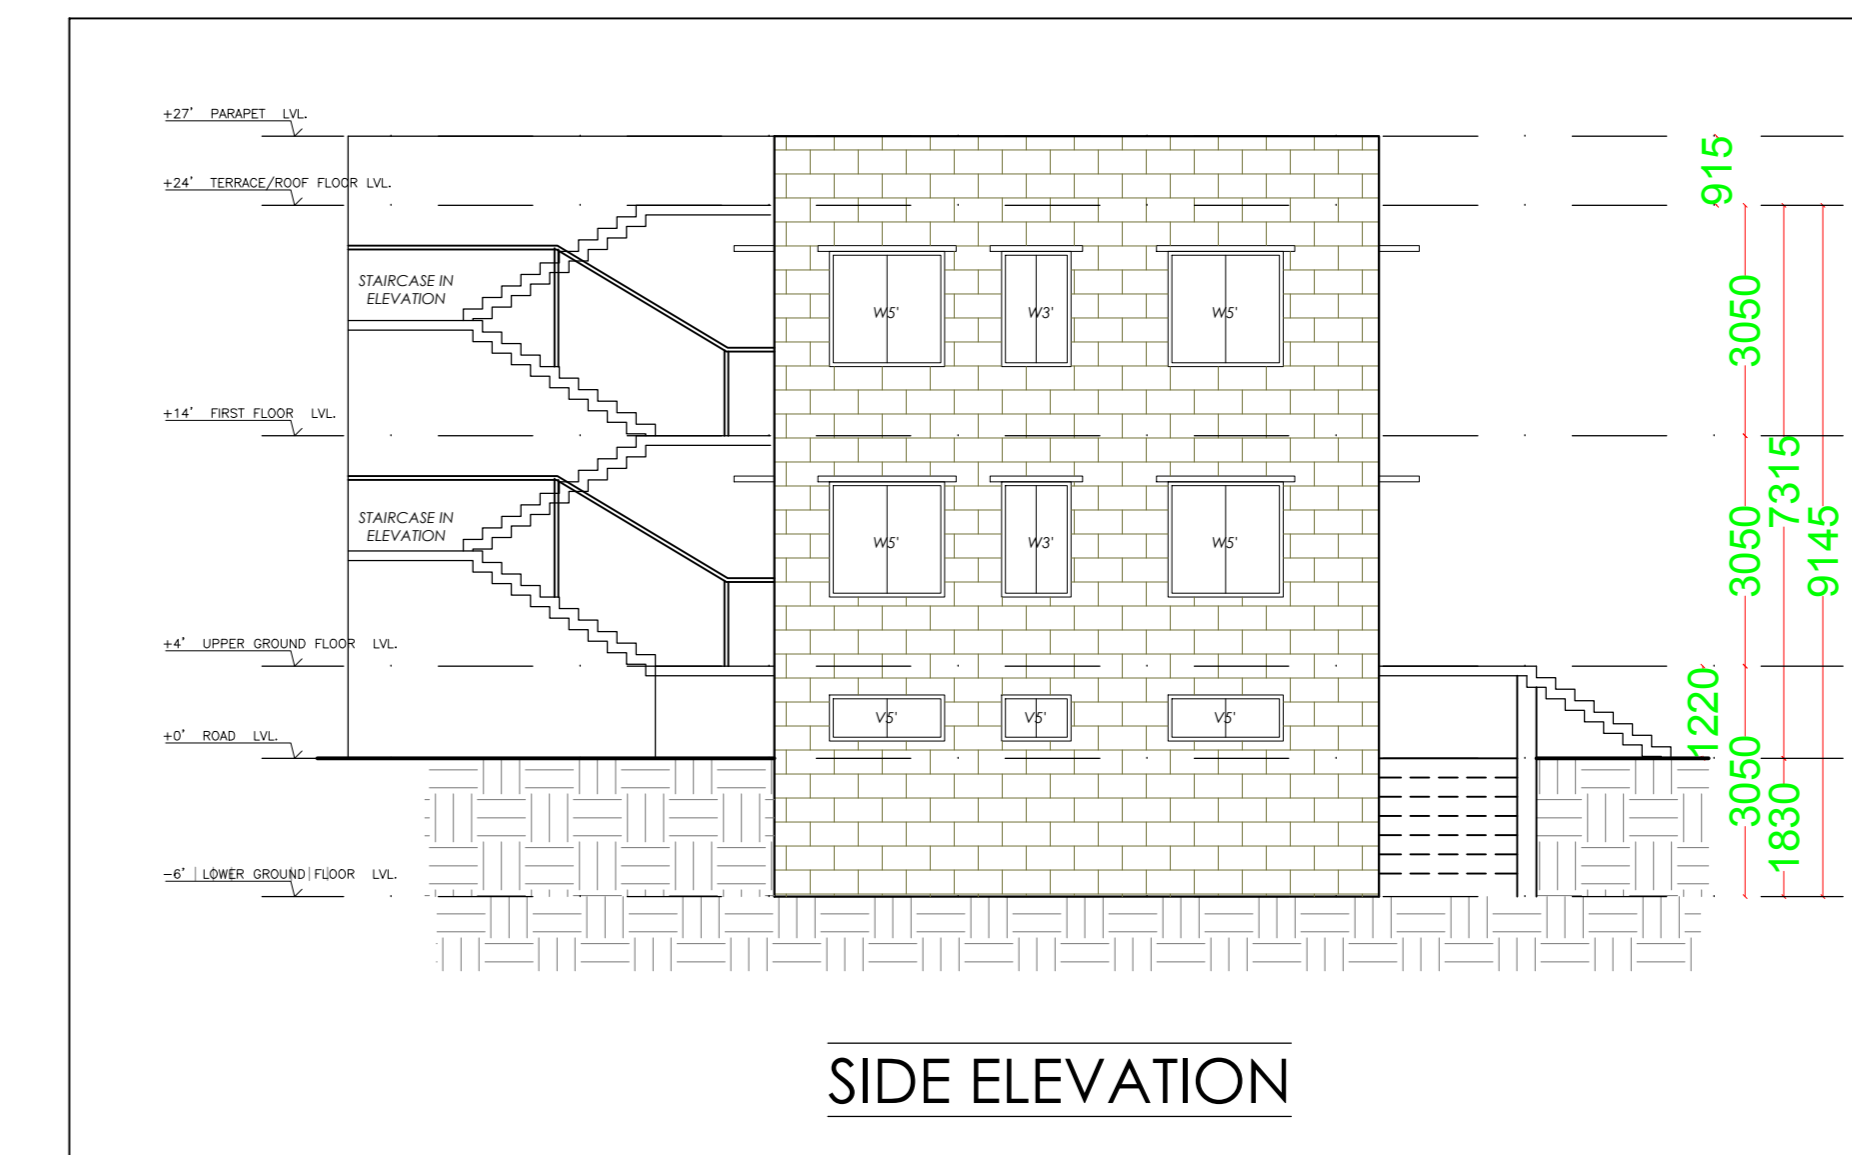 +27' PARAPET LVL.
915
+24' TERRACE/ROOF FLOOR LVL.
STAIRCASE IN
ELEVATION
W5' W3' W5'
3050
+14' FIRST FLOOR LVL.
7315
STAIRCASE IN
ELEVATION
W5' W3' W5'
3050
9145
+4' UPPER GROUND FLOOR LVL.
V5' V5' V5'
1220
+0' ROAD LVL.
3050
1830
-6' LOWER GROUND FLOOR LVL.
SIDE ELEVATION